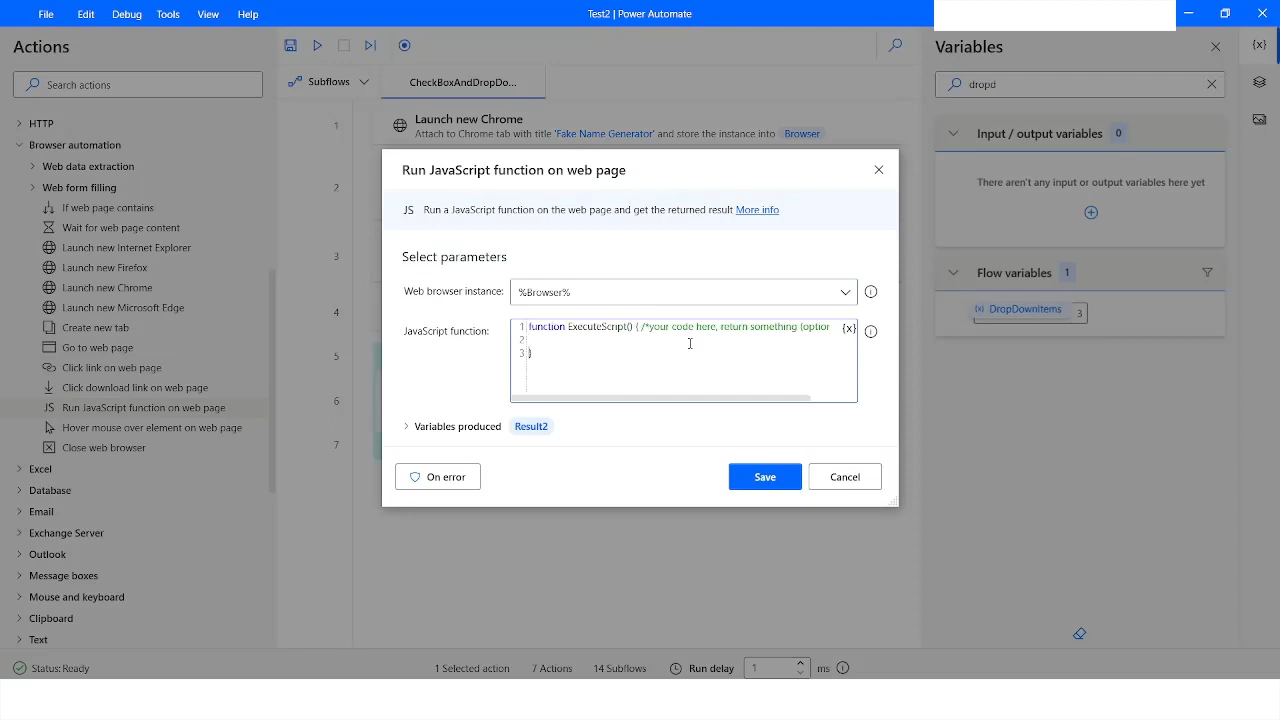 File Edit Debug Tools View Help Test2 | Power Automate
Actions
Search actions
HTTP
Browser automation
Web data extraction
Web form filling
If web page contains
Wait for web page content
Launch new Internet Explorer
Launch new Firefox
Launch new Chrome
Launch new Microsoft Edge
Create new tab
Go to web page
Click link on web page
Click download link on web page
JS Run JavaScript function on web page
Hover mouse over element on web page
Close web browser
Excel
Database
Email
Exchange Server
Outlook
Message boxes
Mouse and keyboard
Clipboard
Text
Subflows CheckBoxAndDropDo...
1
Launch new Chrome
Attach to Chrome tab with title 'Fake Name Generator' and store the instance into Browser
2
3
4
5
6
7
Run JavaScript function on web page
JS Run a JavaScript function on the web page and get the returned result More info
Select parameters
Web browser instance: %Browser%
JavaScript function:
1 function ExecuteScript() { /*your code here, return something (option
2
3 }
{x}
Variables produced Result2
On error Save Cancel
Variables
{x}
dropd
Input / output variables 0
There aren't any input or output variables here yet
Flow variables 1
(x) DropDownItems 3
Status: Ready 1 Selected action 7 Actions 14 Subflows Run delay 1 ms